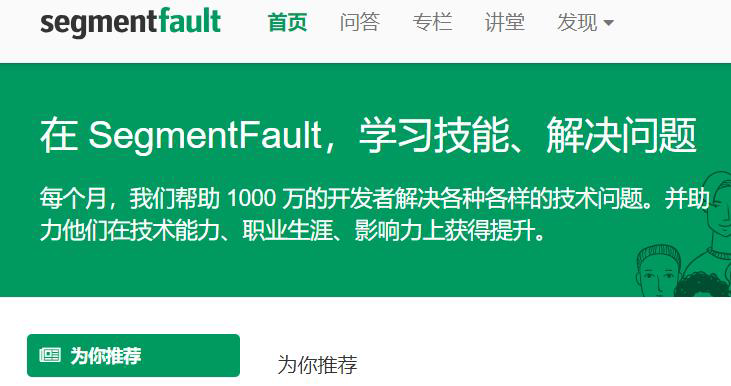 segmentfault 首页 问答 专栏 讲堂 发现
在 SegmentFault，学习技能、解决问题
每个月，我们帮助 1000 万的开发者解决各种各样的技术问题。并助
力他们在技术能力、职业生涯、影响力上获得提升。
为你推荐 为你推荐